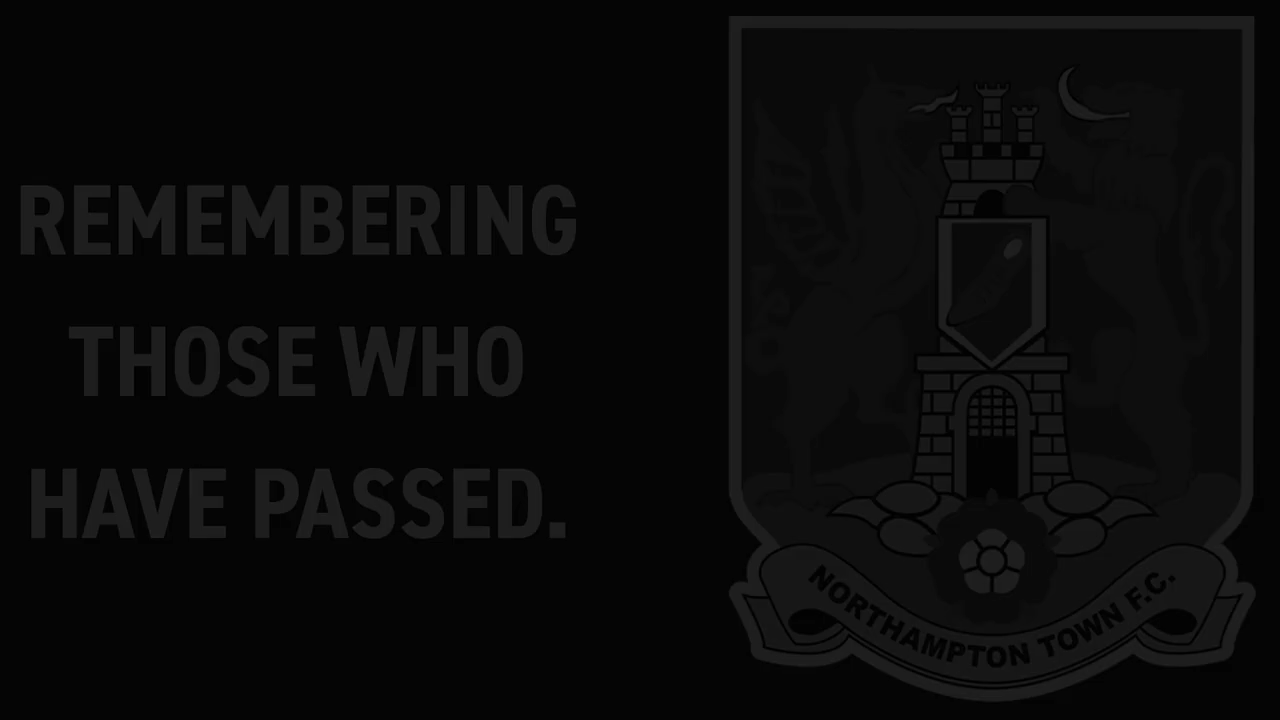 REMEMBERING
THOSE WHO
HAVE PASSED.
NORTHAMPTON TOWN F.C.